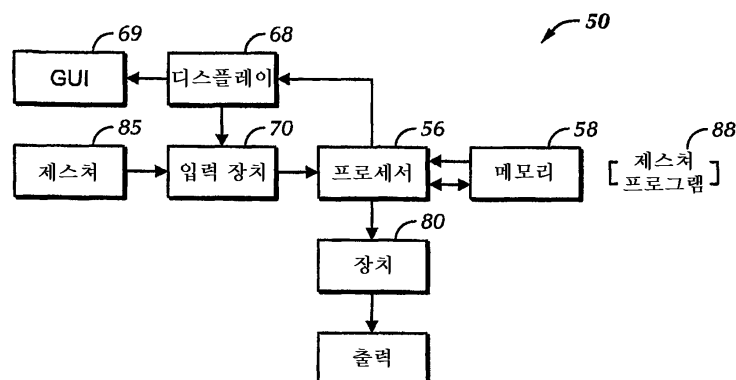 50
69
68
GUI
디스플레이
85
70
56
58
88
제스쳐
입력 장치
프로세서
메모리
[제스쳐
프로그램]
80
장치
출력